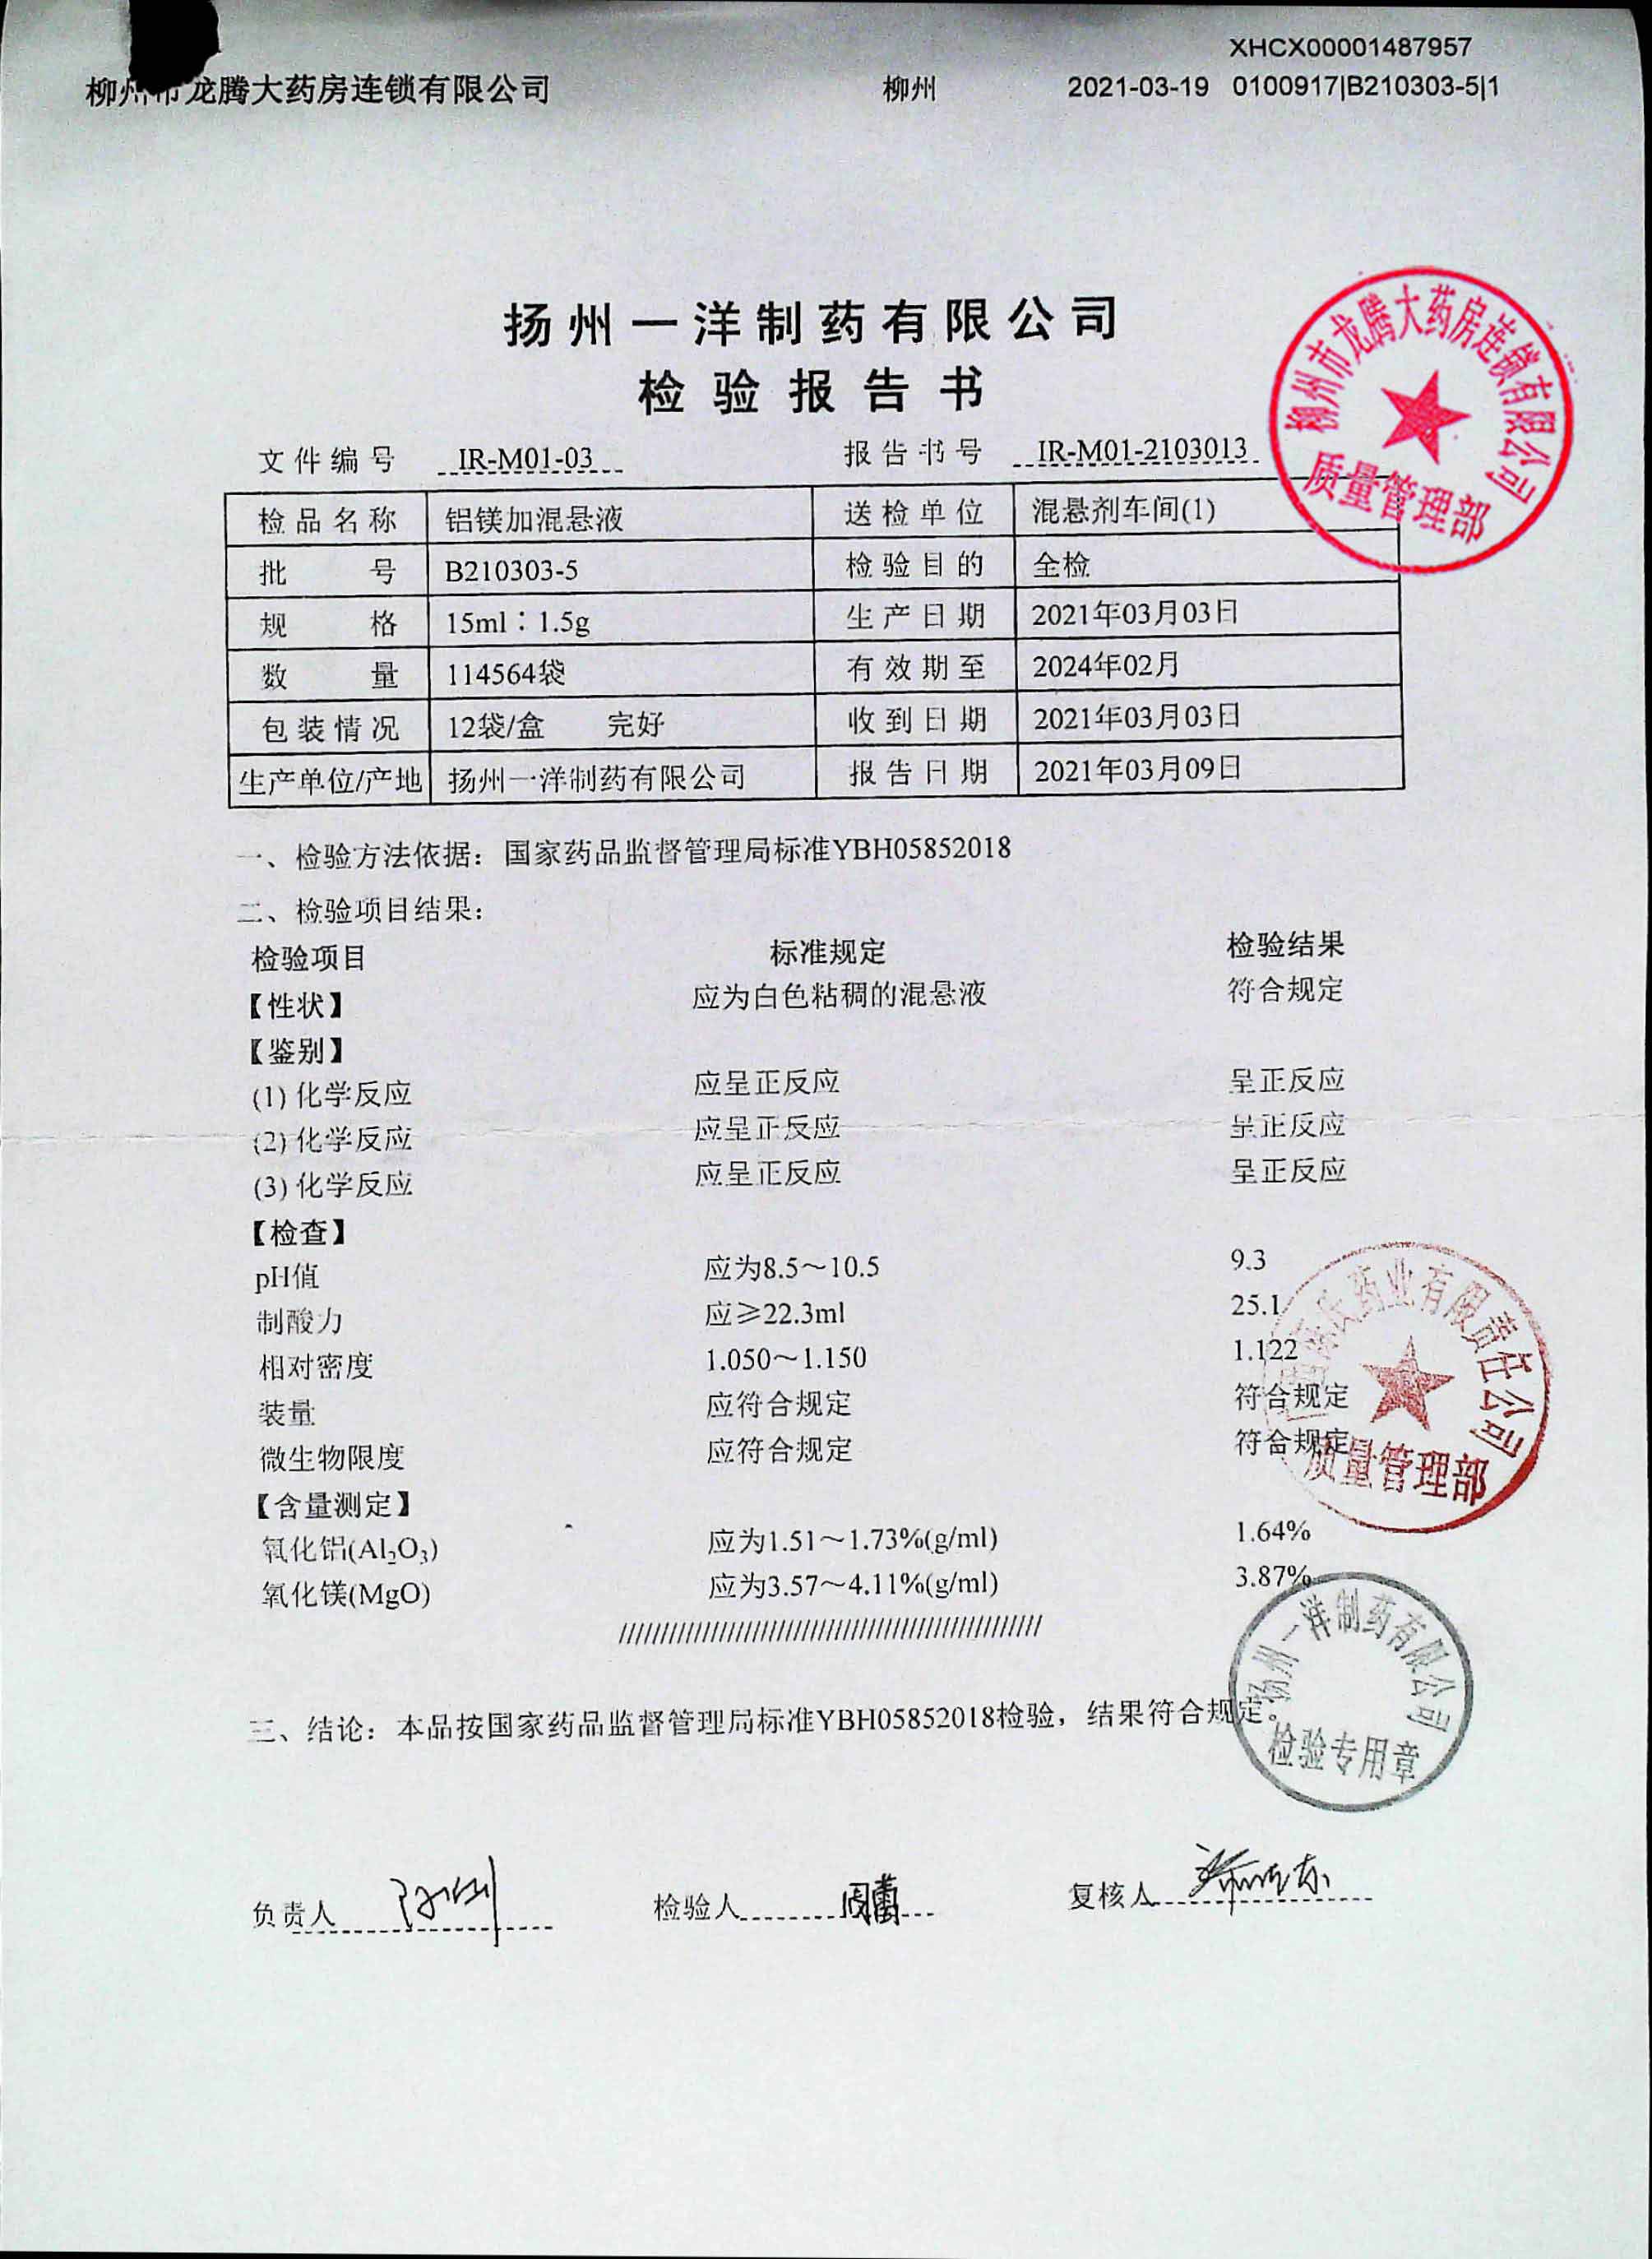 XHCX00001487957
柳州市龙腾大药房连锁有限公司 柳州 2021-03-19 0100917|B210303-5|1
扬州一洋制药有限公司
检验报告书
文件编号 IR-M01-03 报告书号 IR-M01-2103013
检品名称 铝镁加混悬液 送检单位 混悬剂车间(1)
批号 B210303-5 检验目的 全检
规格 15ml：1.5g 生产日期 2021年03月03日
数量 114564袋 有效期至 2024年02月
包装情况 12袋/盒 完好 收到日期 2021年03月03日
生产单位/产地 扬州一洋制药有限公司 报告日期 2021年03月09日
一、检验方法依据：国家药品监督管理局标准YBH05852018
二、检验项目结果：
检验项目 标准规定 检验结果
【性状】 应为白色粘稠的混悬液 符合规定
【鉴别】
(1) 化学反应 应呈正反应 呈正反应
(2) 化学反应 应呈正反应 呈正反应
(3) 化学反应 应呈正反应 呈正反应
【检查】
pH值 应为8.5～10.5 9.3
制酸力 应≥22.3ml 25.1
相对密度 1.050～1.150 1.122
装量 应符合规定 符合规定
微生物限度 应符合规定 符合规定
【含量测定】
氧化铝(Al₂O₃) 应为1.51～1.73%(g/ml) 1.64%
氧化镁(MgO) 应为3.57～4.11%(g/ml) 3.87%
三、结论：本品按国家药品监督管理局标准YBH05852018检验，结果符合规定。
负责人 检验人 周蕾 复核人
柳州市龙腾大药房连锁有限公司
质量管理部
药业有限责任公司
质量管理部
扬州一洋制药有限公司
检验专用章